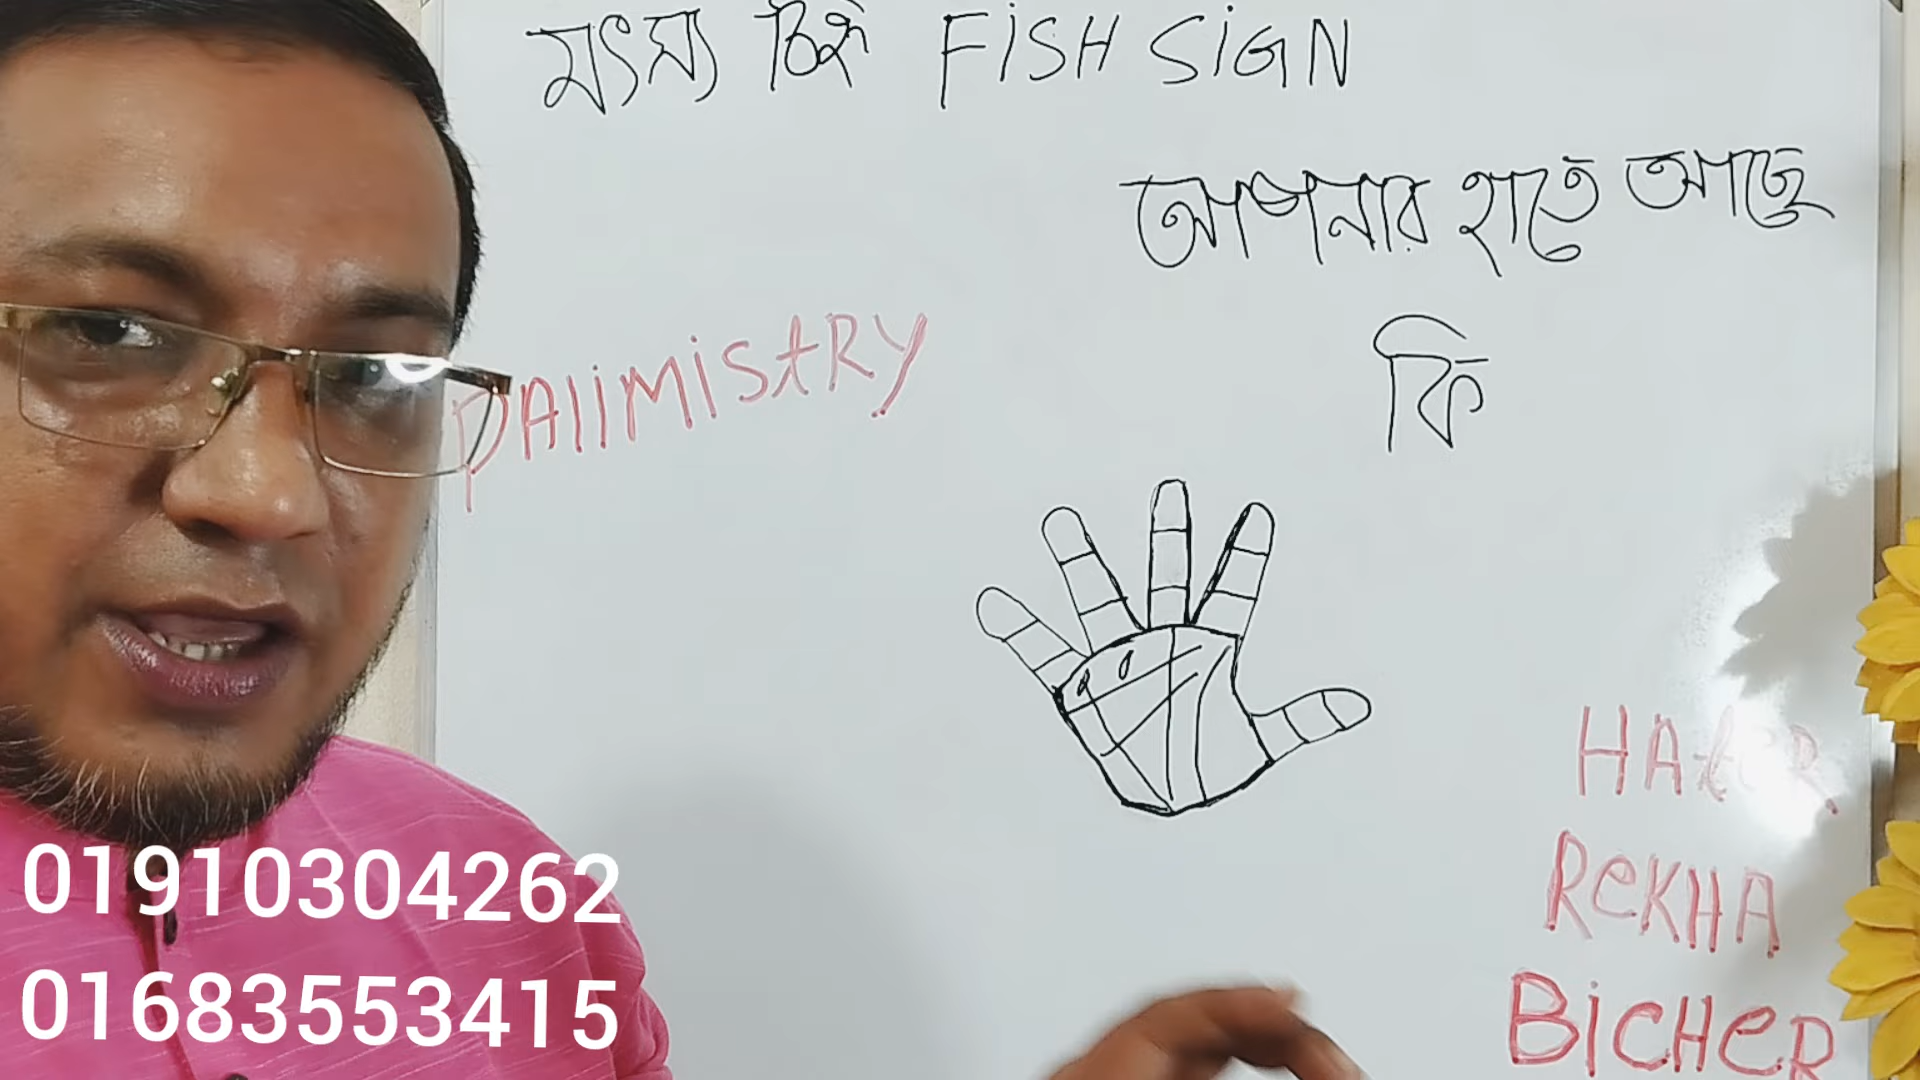 মৎস্য চিহ্ন FISH SIGN
আপনার হাতে আছে
কি
PAlimistRY
HAteR
ReKHA
BiCHeR
01910304262
01683553415